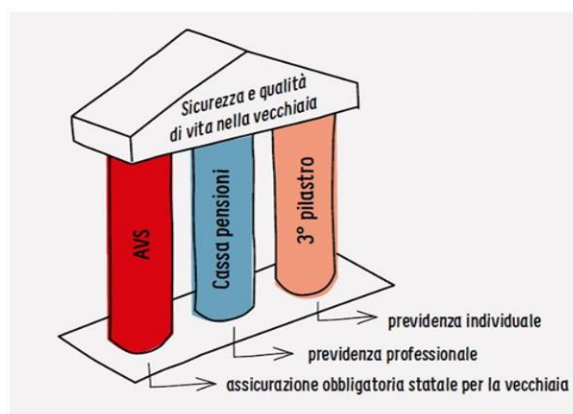 Sicurezza e qualità
di vita nella vecchiaia
AVS
Cassa pensioni
3° pilastro
previdenza individuale
previdenza professionale
assicurazione obbligatoria statale per la vecchiaia